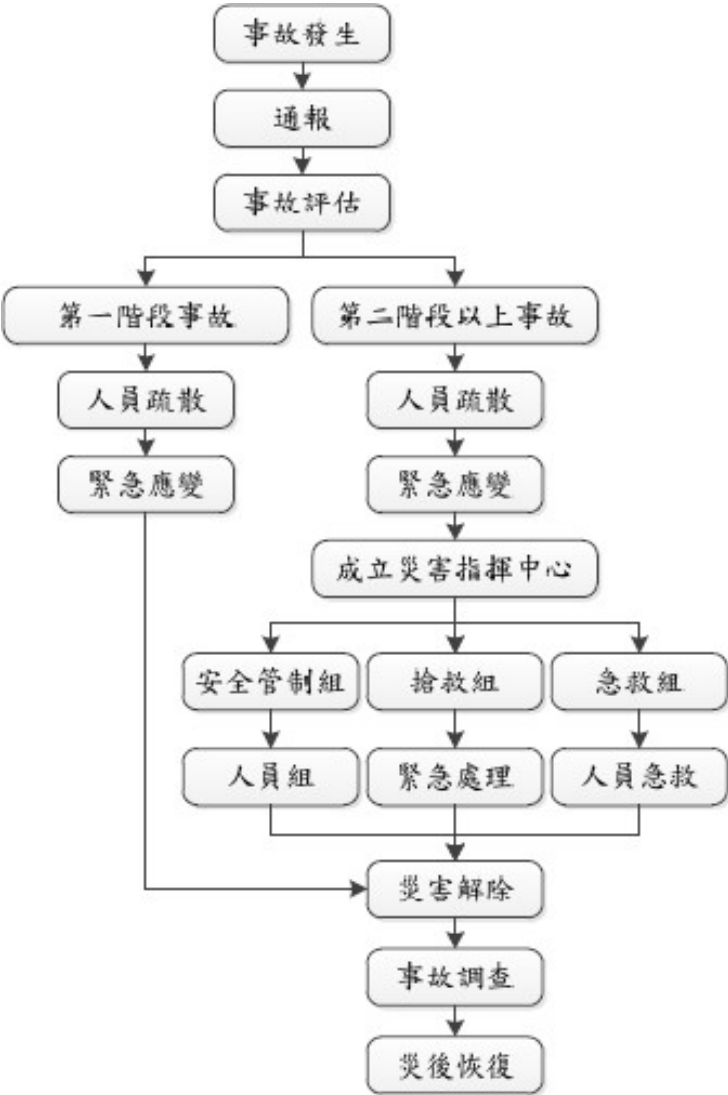 事故發生
通報
事故評估
第一階段事故
第二階段以上事故
人員疏散
人員疏散
緊急應變
緊急應變
成立災害指揮中心
安全管制組
搶救組
急救組
人員組
緊急處理
人員急救
災害解除
事故調查
災後恢復